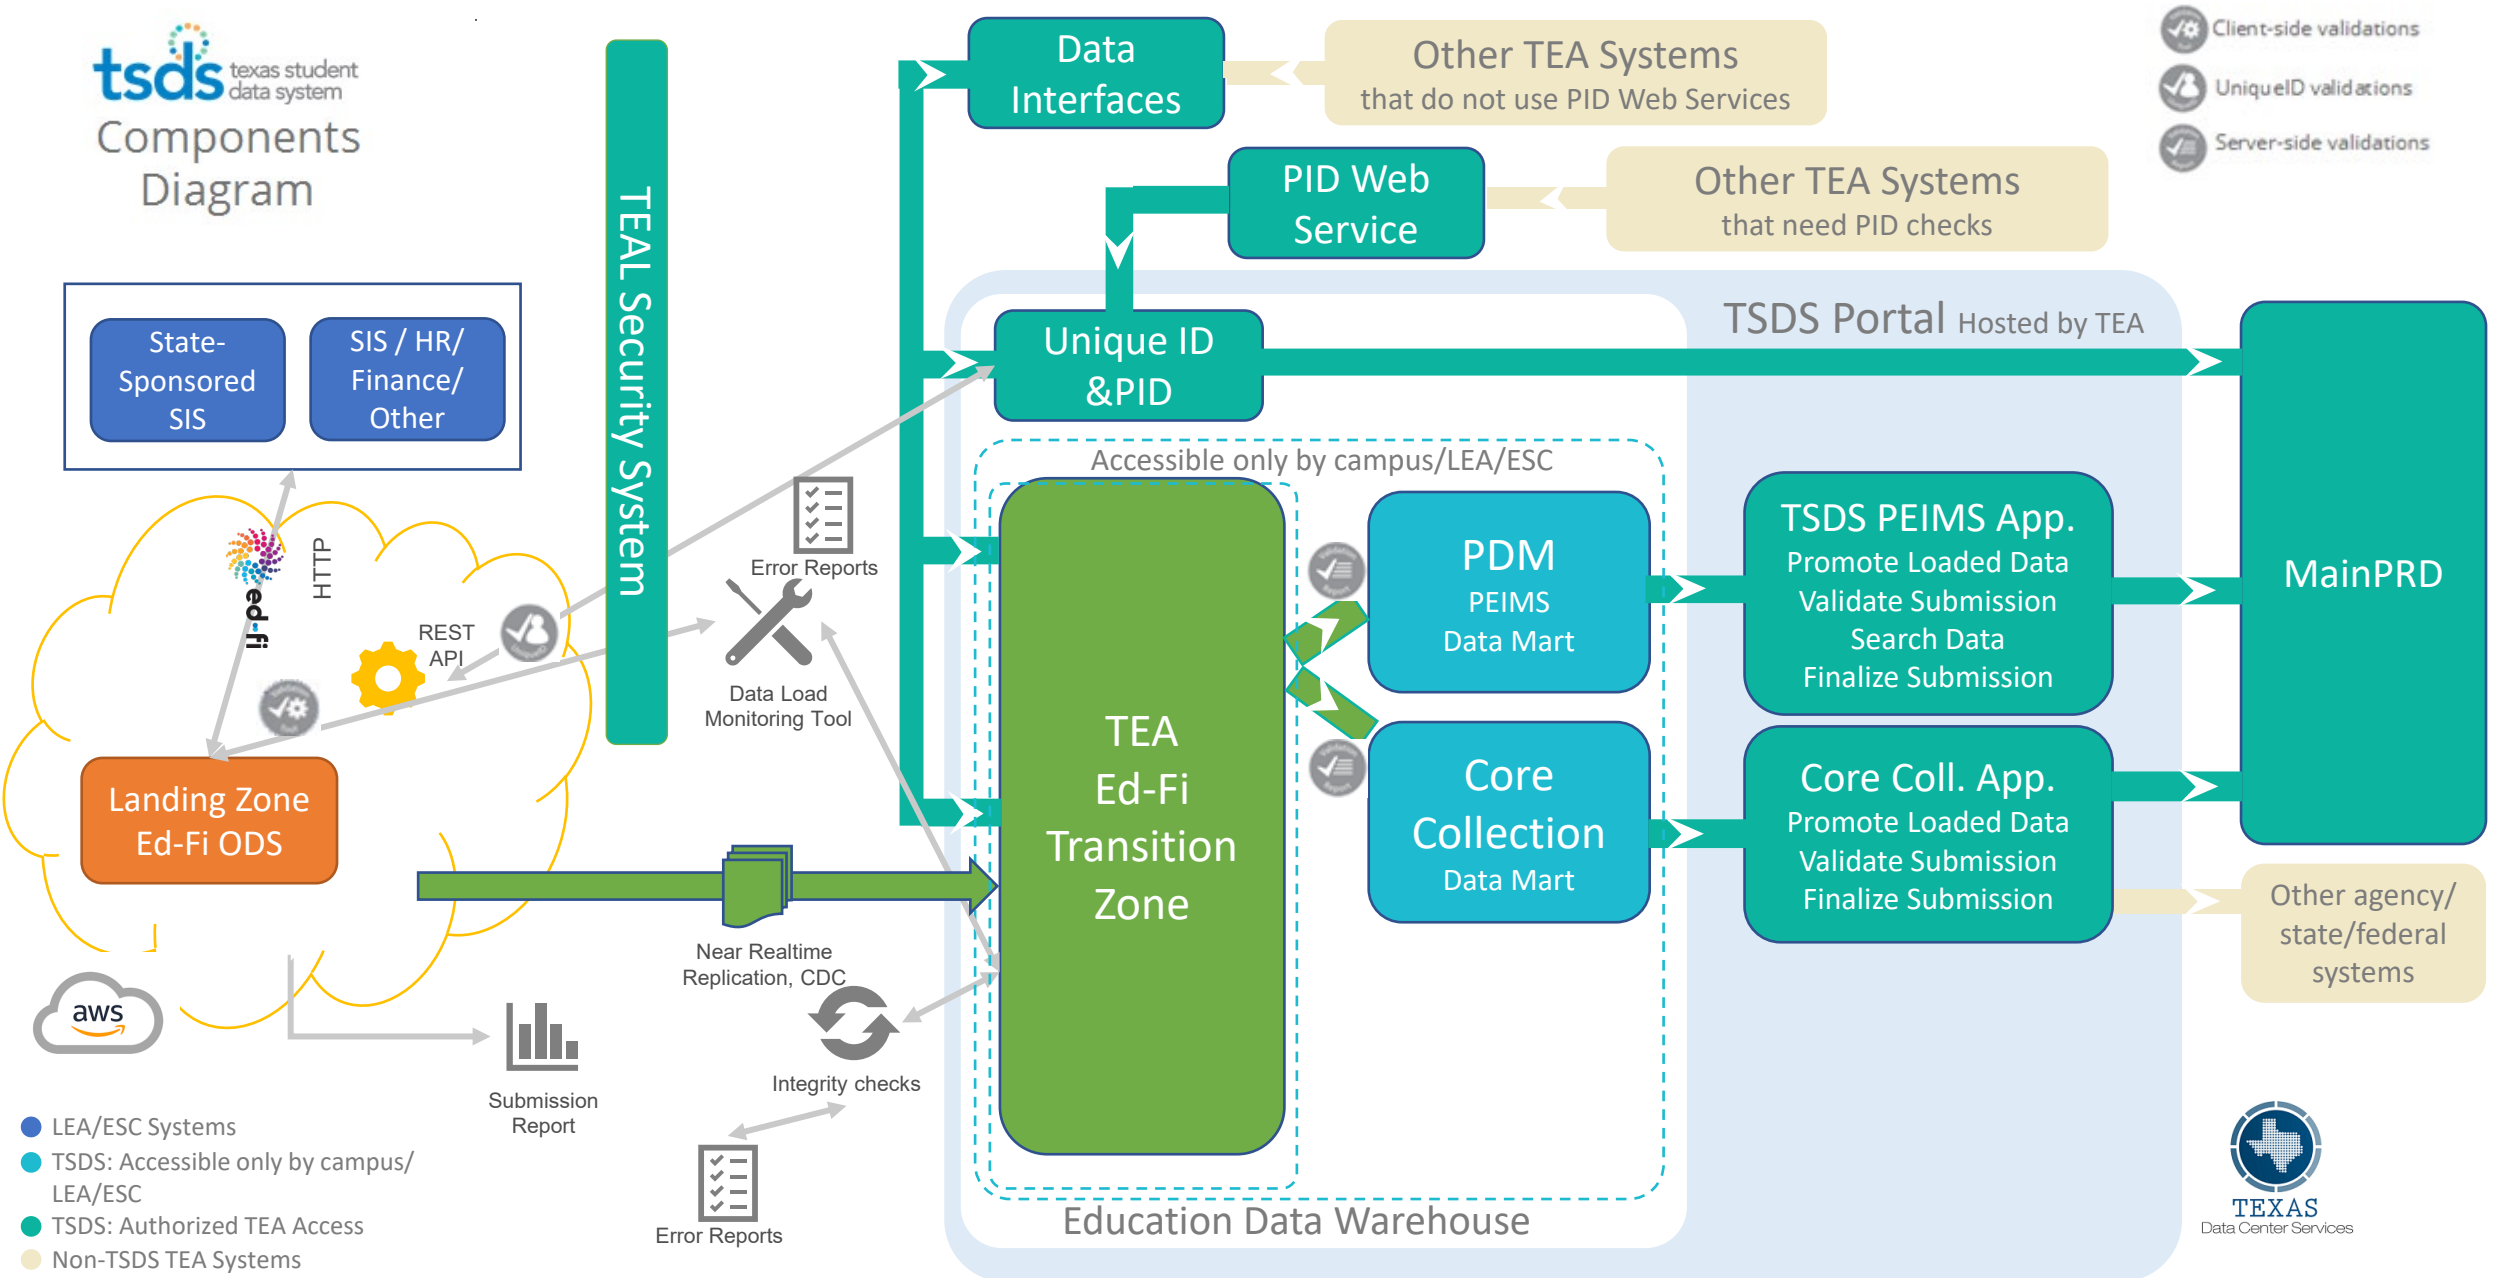 tsds texas student
data system
Components
Diagram
State-
Sponsored
SIS
SIS / HR/
Finance/
Other
HTTP
ed-fi
REST
API
Landing Zone
Ed-Fi ODS
aws
Submission
Report
LEA/ESC Systems
TSDS: Accessible only by campus/
LEA/ESC
TSDS: Authorized TEA Access
Non-TSDS TEA Systems
TEAL Security System
Error Reports
Data Load
Monitoring Tool
Near Realtime
Replication, CDC
Integrity checks
Error Reports
Data
Interfaces
Other TEA Systems
that do not use PID Web Services
PID Web
Service
Other TEA Systems
that need PID checks
Client-side validations
UniqueID validations
Server-side validations
TSDS Portal Hosted by TEA
Unique ID
&PID
Accessible only by campus/LEA/ESC
TEA
Ed-Fi
Transition
Zone
PDM
PEIMS
Data Mart
Core
Collection
Data Mart
Education Data Warehouse
TSDS PEIMS App.
Promote Loaded Data
Validate Submission
Search Data
Finalize Submission
Core Coll. App.
Promote Loaded Data
Validate Submission
Finalize Submission
MainPRD
Other agency/
state/federal
systems
TEXAS
Data Center Services